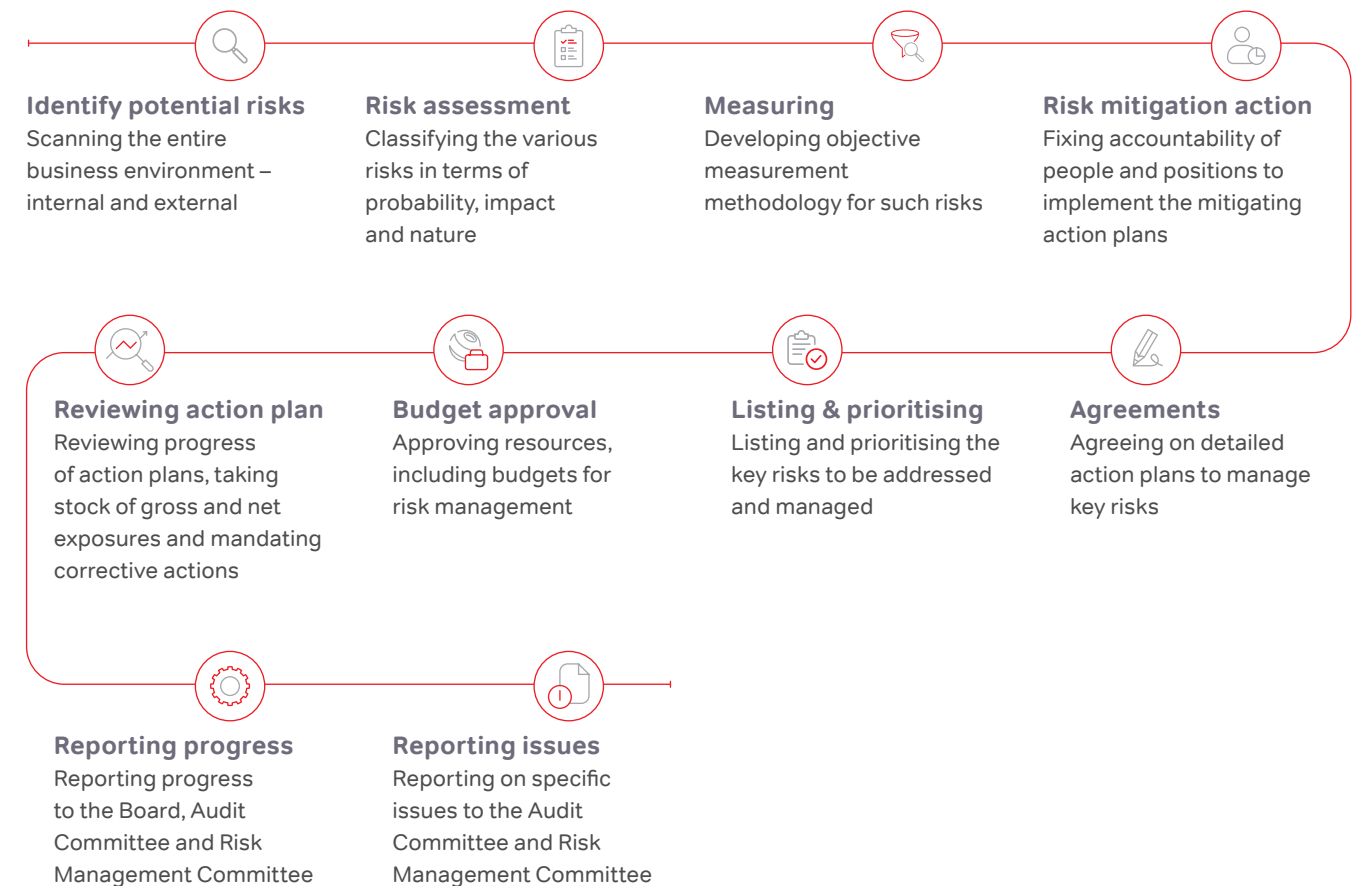 Identify potential risks
Scanning the entire
business environment –
internal and external
Risk assessment
Classifying the various
risks in terms of
probability, impact
and nature
Measuring
Developing objective
measurement
methodology for such risks
Risk mitigation action
Fixing accountability of
people and positions to
implement the mitigating
action plans
Agreements
Agreeing on detailed
action plans to manage
key risks
Listing & prioritising
Listing and prioritising the
key risks to be addressed
and managed
Budget approval
Approving resources,
including budgets for
risk management
Reviewing action plan
Reviewing progress
of action plans, taking
stock of gross and net
exposures and mandating
corrective actions
Reporting progress
Reporting progress
to the Board, Audit
Committee and Risk
Management Committee
Reporting issues
Reporting on specific
issues to the Audit
Committee and Risk
Management Committee